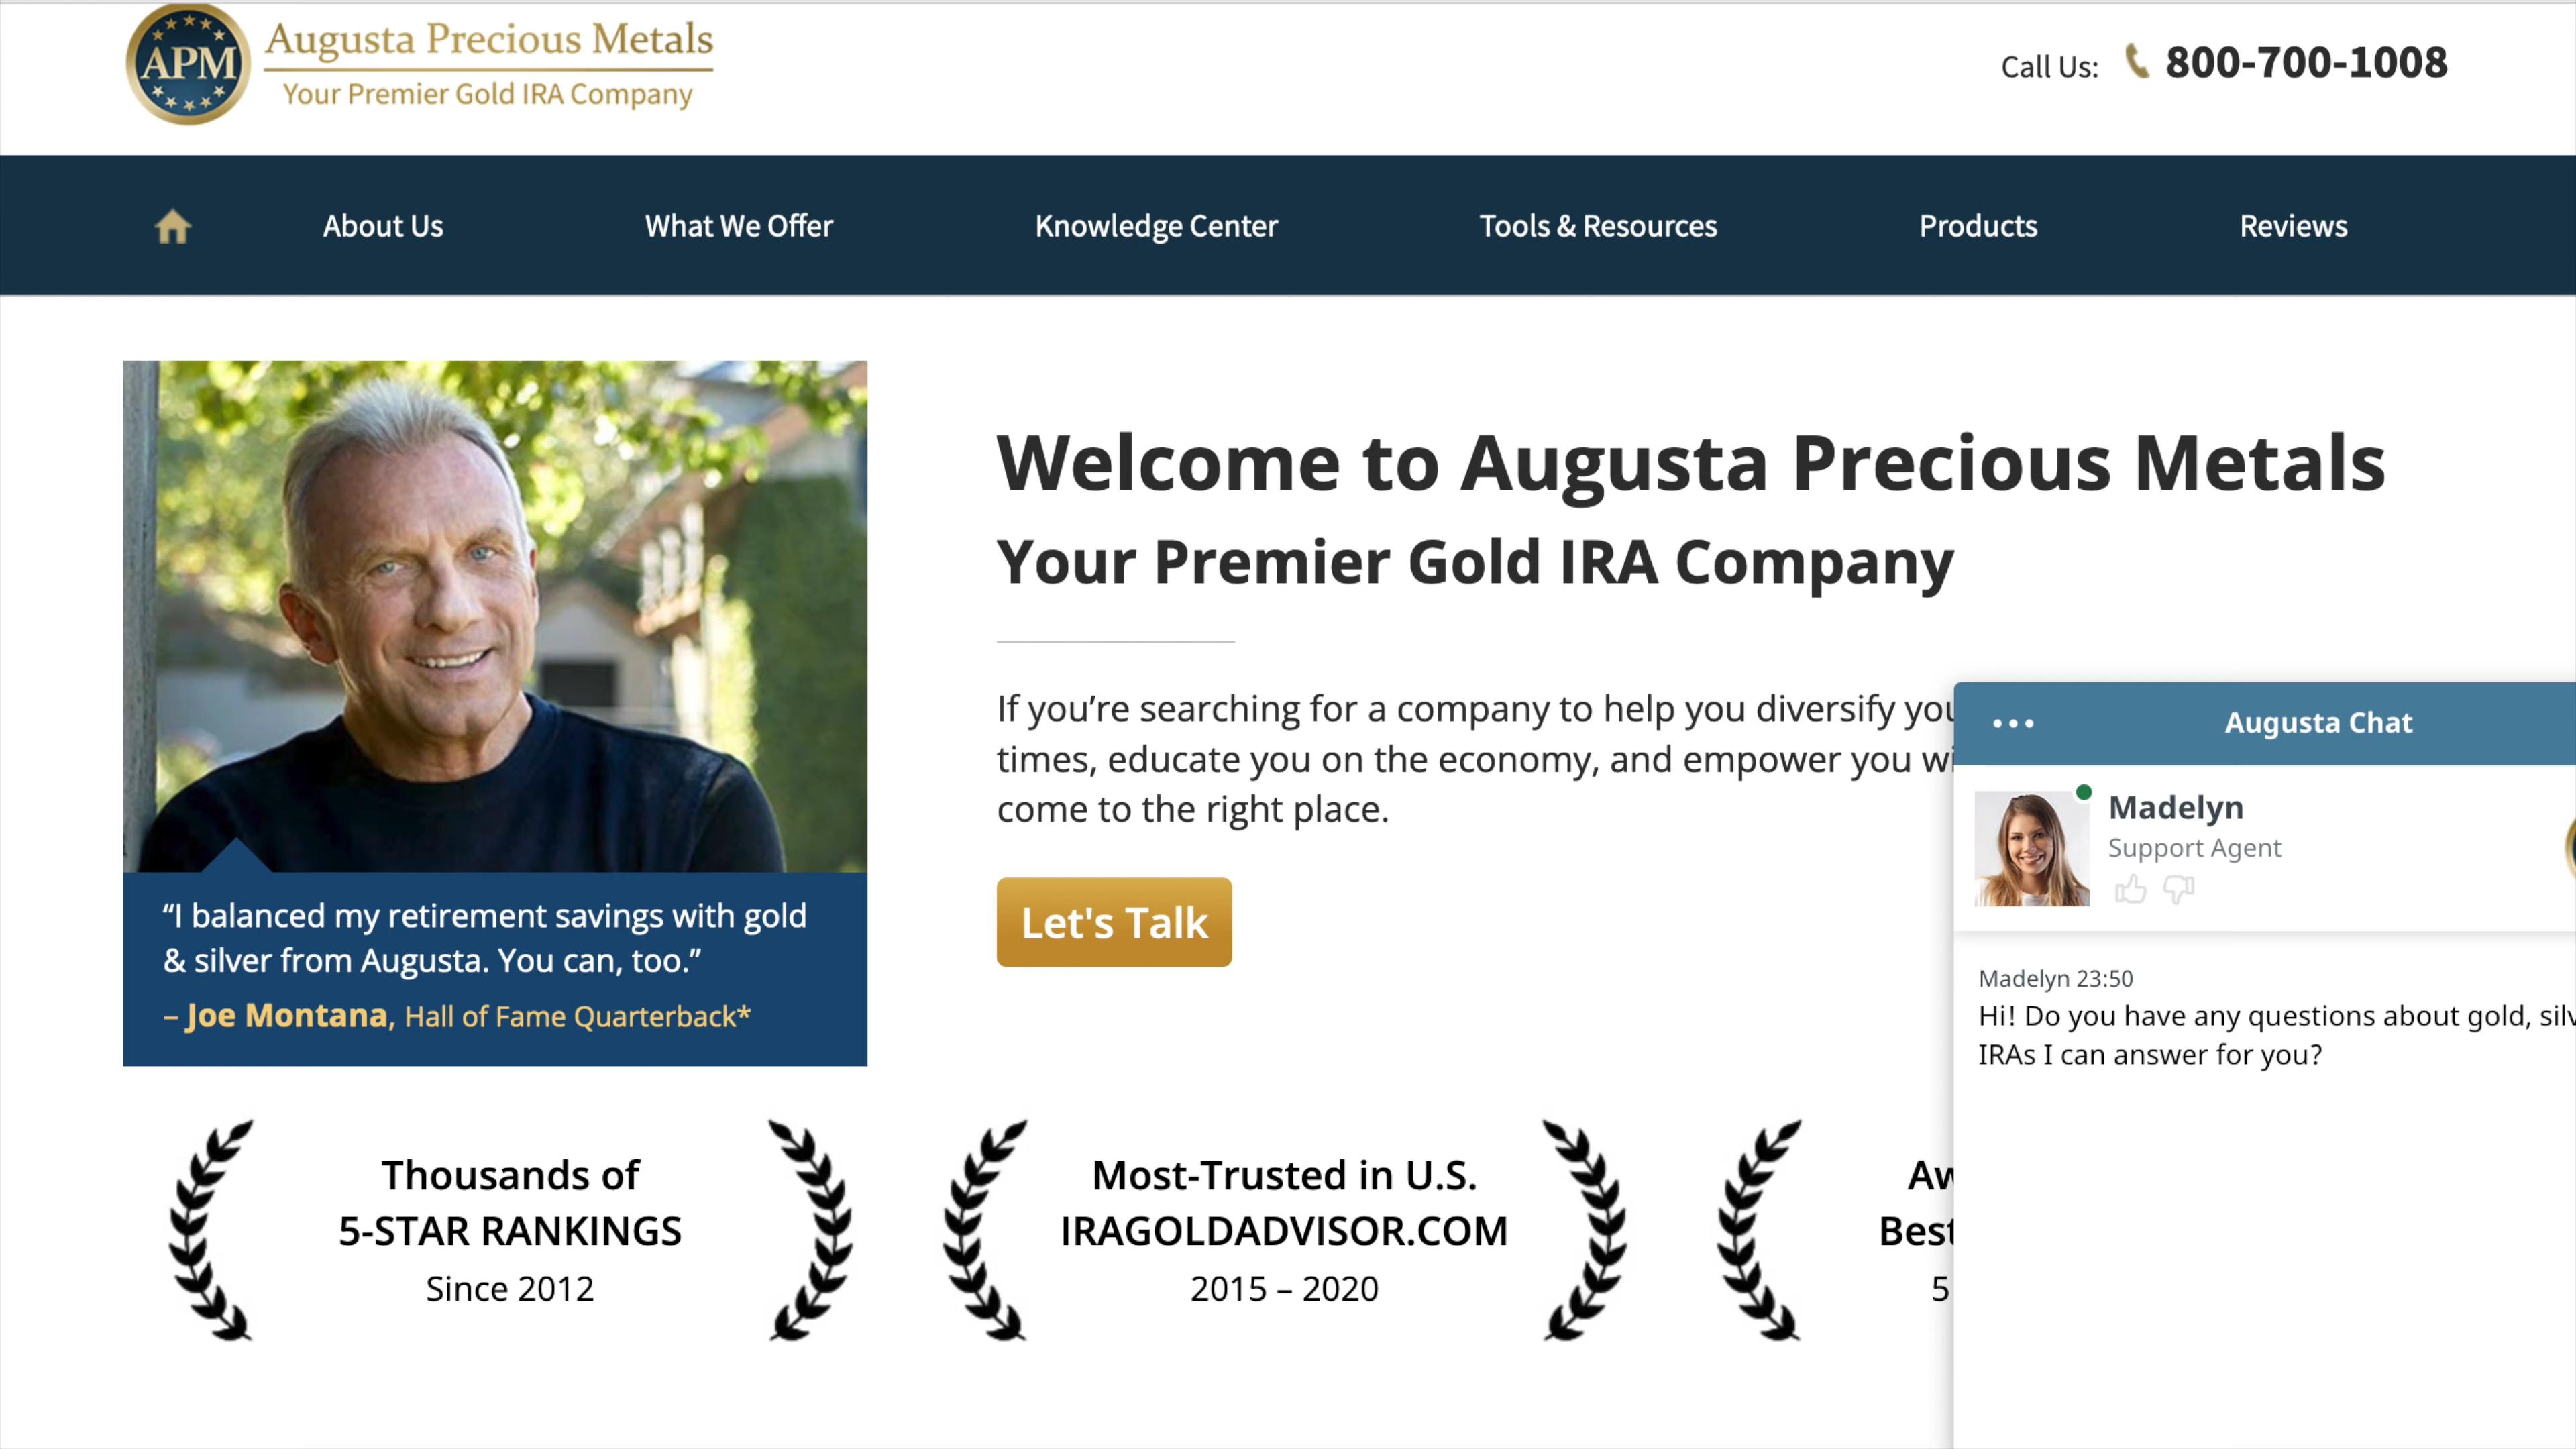 APM
Augusta Precious Metals
Your Premier Gold IRA Company
Call Us: 800-700-1008
About Us
What We Offer
Knowledge Center
Tools & Resources
Products
Reviews
Welcome to Augusta Precious Metals
Your Premier Gold IRA Company
If you’re searching for a company to help you diversify
times, educate you on the economy, and empower you
come to the right place.
Let's Talk
“I balanced my retirement savings with gold
& silver from Augusta. You can, too.”
– Joe Montana, Hall of Fame Quarterback*
Thousands of
5-STAR RANKINGS
Since 2012
Most-Trusted in U.S.
IRAGOLDADVISOR.COM
2015 – 2020
Best
5
Augusta Chat
Madelyn
Support Agent
Madelyn 23:50
Hi! Do you have any questions about gold,
IRAs I can answer for you?